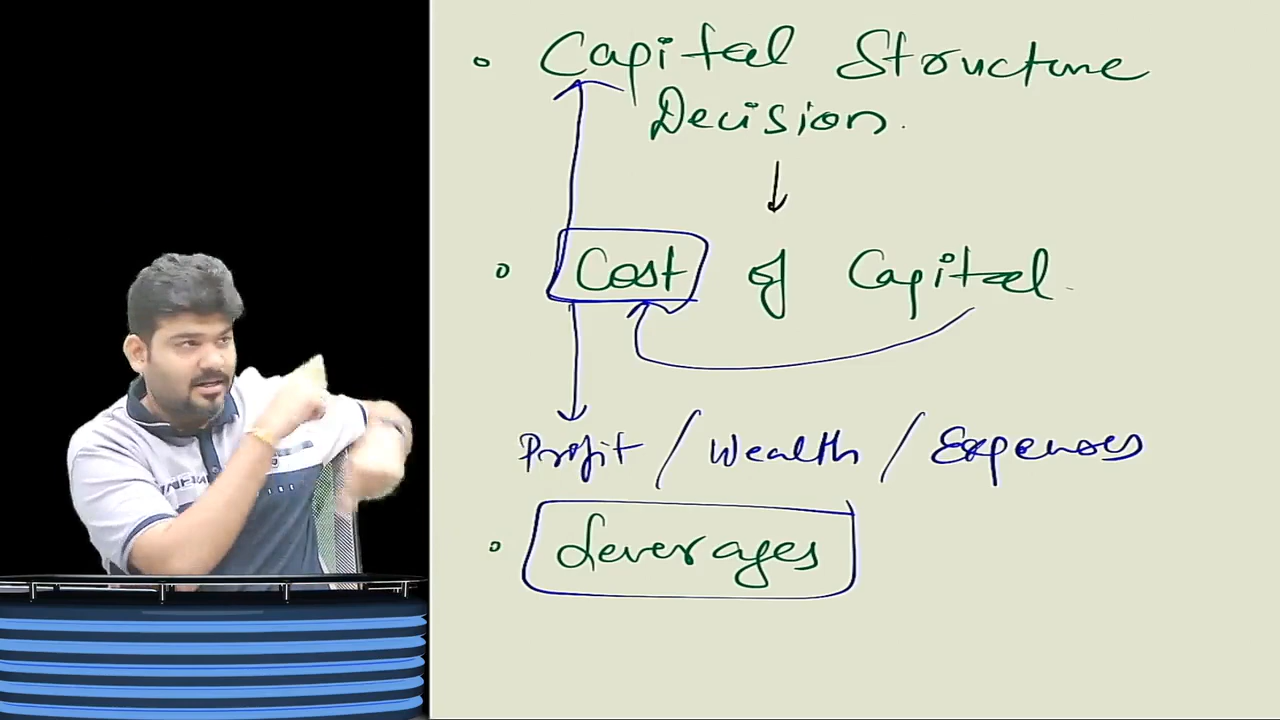 • Capital Structure
Decision.
• Cost of Capital
Profit / Wealth / Expenses
• Leverages